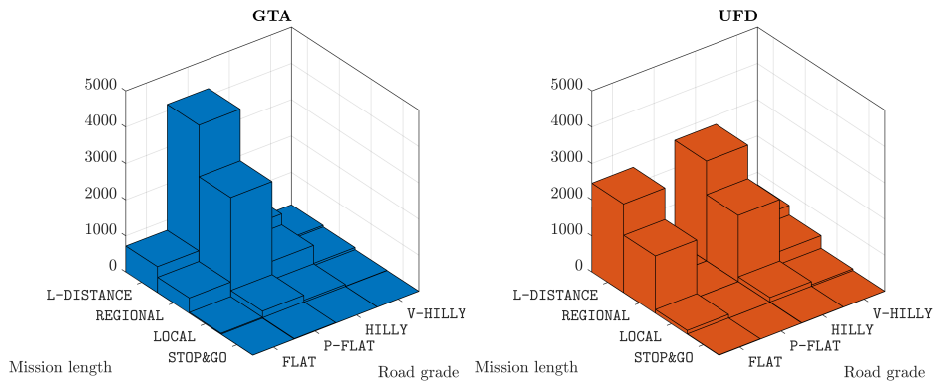 GTA
5000
4000
3000
2000
1000
0
L-DISTANCE
REGIONAL
LOCAL
STOP&GO
Mission length
FLAT
P-FLAT
HILLY
V-HILLY
Road grade
UFD
5000
4000
3000
2000
1000
0
L-DISTANCE
REGIONAL
LOCAL
STOP&GO
Mission length
FLAT
P-FLAT
HILLY
V-HILLY
Road grade